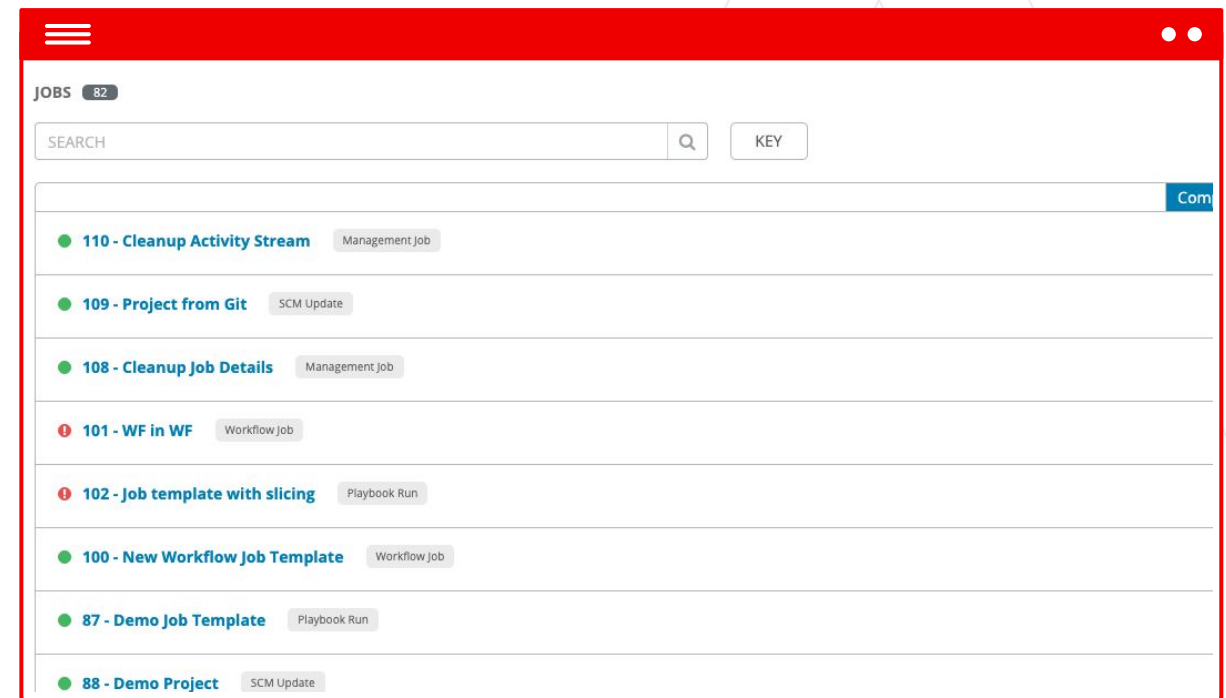 JOBS 82
SEARCH KEY
Com
110 - Cleanup Activity Stream Management Job
109 - Project from Git SCM Update
108 - Cleanup Job Details Management Job
101 - WF in WF Workflow Job
102 - Job template with slicing Playbook Run
100 - New Workflow Job Template Workflow Job
87 - Demo Job Template Playbook Run
88 - Demo Project SCM Update